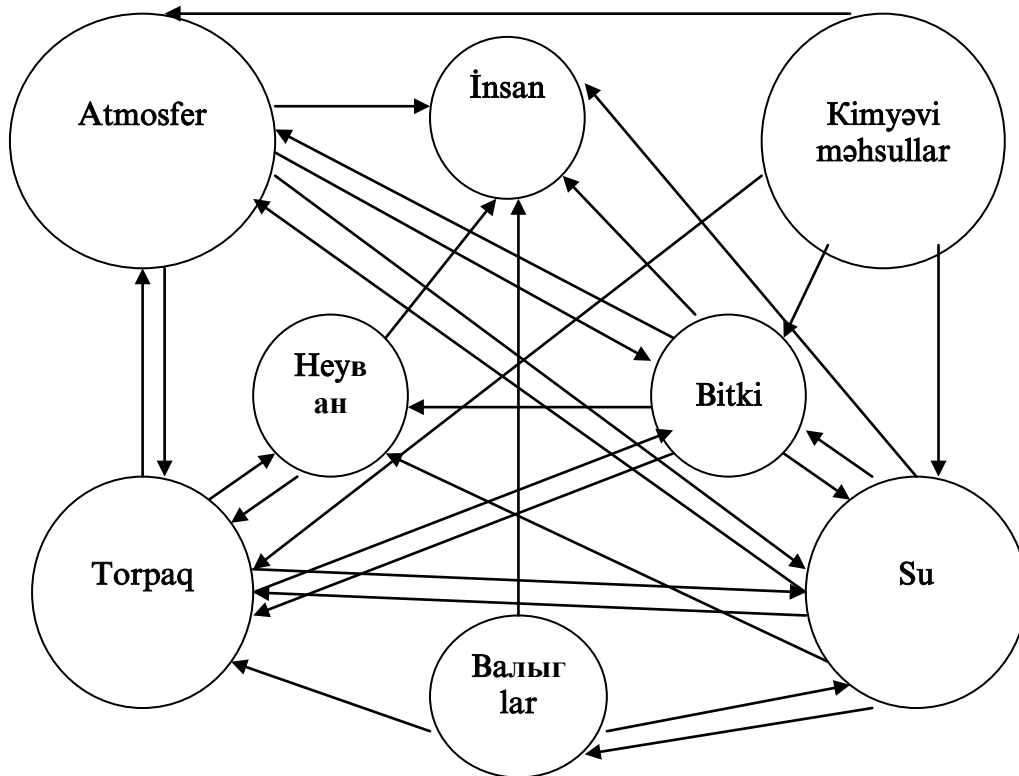 Atmosfer
İnsan
Kimyəvi
məhsullar
Неyв
ан
Bitki
Torpaq
Su
Валыг
lar